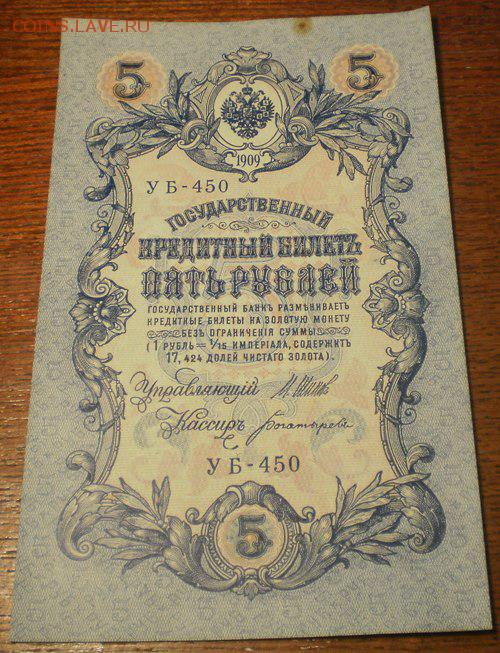 COINS.LAVE.RU
5 5
1909
УБ-450
ГОСУДАРСТВЕННЫЙ
КРЕДИТНЫЙ БИЛЕТЪ
ПЯТЬ РУБЛЕЙ
ГОСУДАРСТВЕННЫЙ БАНКЪ РАЗМѢНИВАЕТЪ
КРЕДИТНЫЕ БИЛЕТЫ НА ЗОЛОТУЮ МОНЕТУ
БЕЗЪ ОГРАНИЧЕНІЯ СУММЫ
(1 РУБЛЬ = 1/15 ИМПЕРІАЛА, СОДЕРЖИТЪ
17,424 ДОЛЕЙ ЧИСТАГО ЗОЛОТА).
Управляющій И. Шипов
Кассиръ Богатырев
УБ-450
5